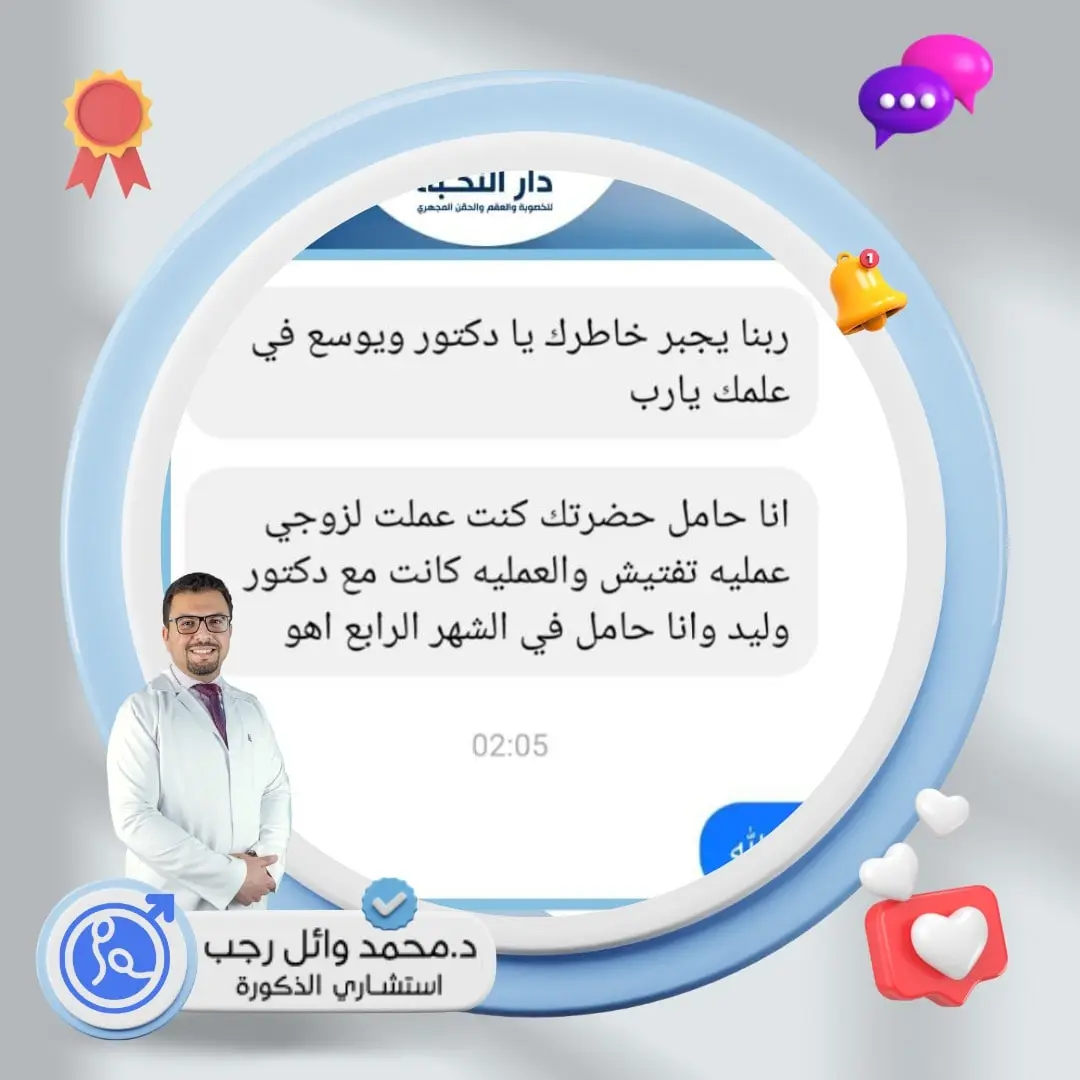 دار
للخصوبة والعقم والحقن المجهري
1
ربنا يجبر خاطرك يا دكتور ويوسع في
علمك يارب
انا حامل حضرتك كنت عملت لزوجي
عمليه تفتيش والعمليه كانت مع دكتور
وليد وانا حامل في الشهر الرابع اهو
02:05
د.محمد وائل رجب
استشاري الذكورة